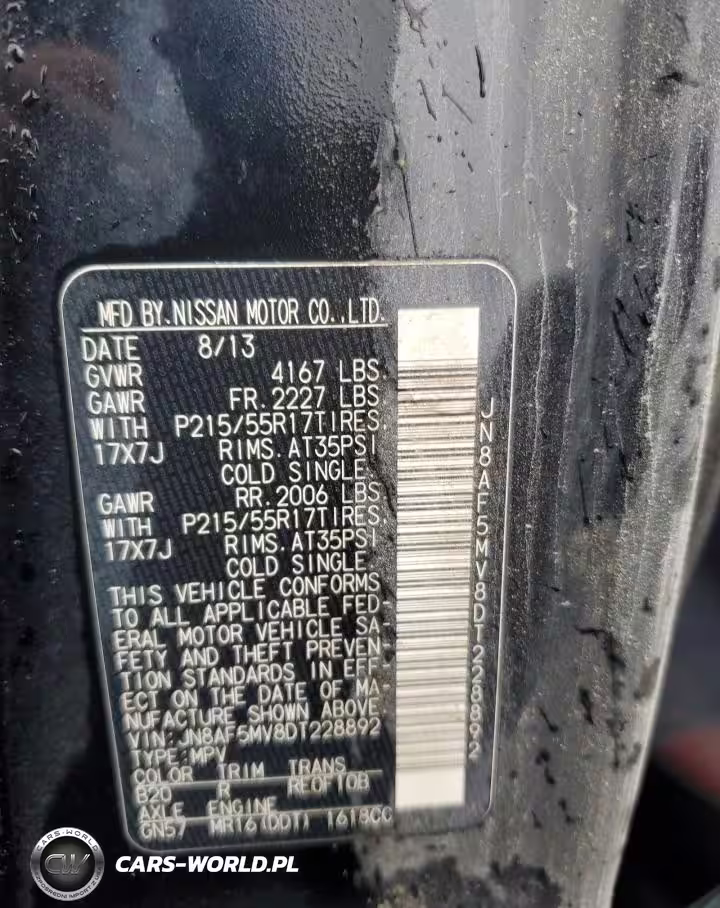 MFD BY.NISSAN MOTOR CO.,LTD.
DATE 8/13
GVWR 4167 LBS
GAWR FR.2227 LBS
WITH P215/55R17TIRES.
17X7J RIMS.AT35PSI
COLD SINGLE
GAWR RR.2006 LBS
WITH P215/55R17TIRES.
17X7J RIMS.AT35PSI
COLD SINGLE
THIS VEHICLE CONFORMS
TO ALL APPLICABLE FED-
ERAL MOTOR VEHICLE SA-
FETY AND THEFT PREVEN-
TION STANDARDS IN EFF-
ECT ON THE DATE OF MA-
NUFACTURE SHOWN ABOVE
VIN:JN8AF5MV8DT228892
TYPE:MPV
COLOR TRIM TRANS
B20 R RE0F10B
AXLE ENGINE
GN57 MR16(DDT) 1618CC
JN8AF5MV8DT228892
CARS-WORLD
CW
CARS-WORLD.PL